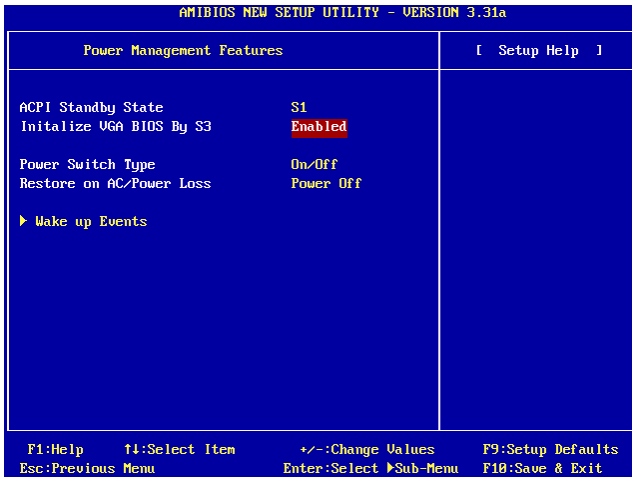 AMIBIOS NEW SETUP UTILITY - VERSION 3.31a
Power Management Features
[ Setup Help ]
ACPI Standby State S1
Initalize VGA BIOS By S3 Enabled
Power Switch Type On/Off
Restore on AC/Power Loss Power Off
Wake up Events
F1:Help ↑↓:Select Item +/-:Change Values F9:Setup Defaults
Esc:Previous Menu Enter:Select ▶Sub-Menu F10:Save & Exit